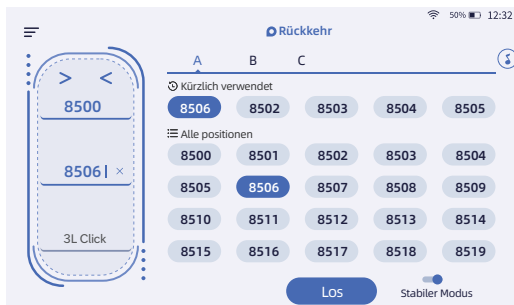 50% 12:32
Rückkehr
> <
8500
8506 ×
3L Click
A B C
Kürzlich verwendet
8506 8502 8503 8504 8505
Alle positionen
8500 8501 8502 8503 8504
8505 8506 8507 8508 8509
8510 8511 8512 8513 8514
8515 8516 8517 8518 8519
Los
Stabiler Modus